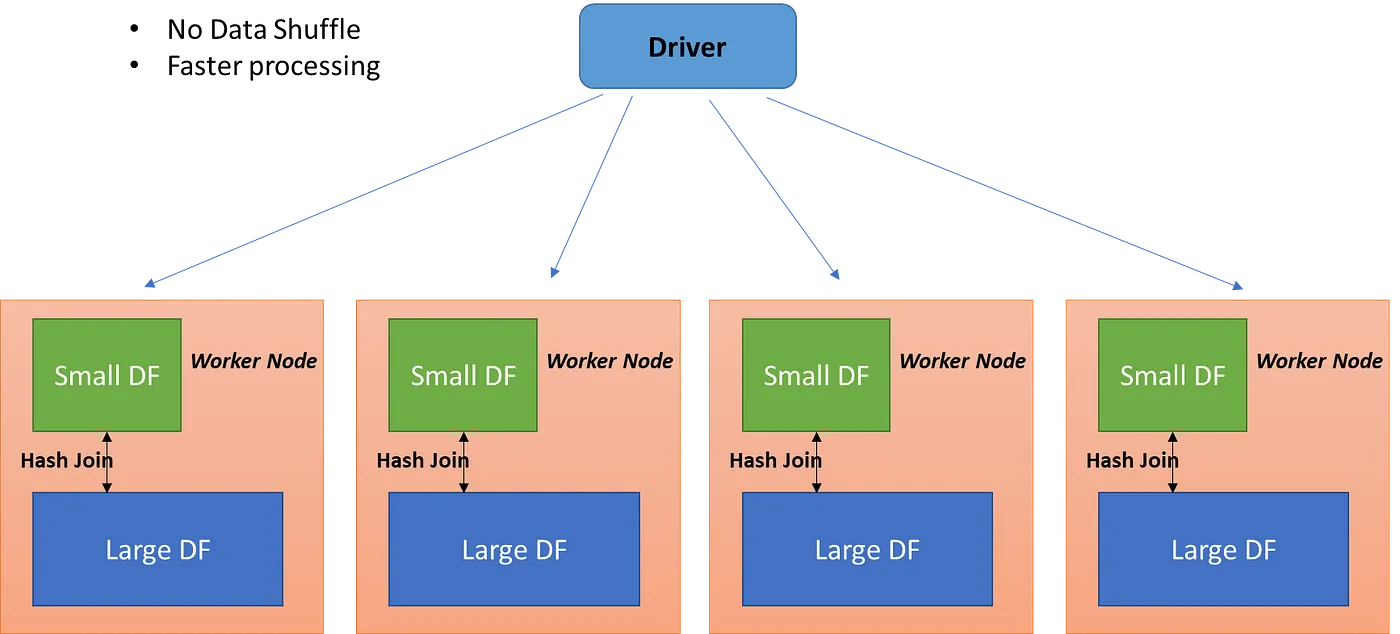 • No Data Shuffle
• Faster processing
Driver
Small DF
Worker Node
Hash Join
Large DF
Small DF
Worker Node
Hash Join
Large DF
Small DF
Worker Node
Hash Join
Large DF
Small DF
Worker Node
Hash Join
Large DF